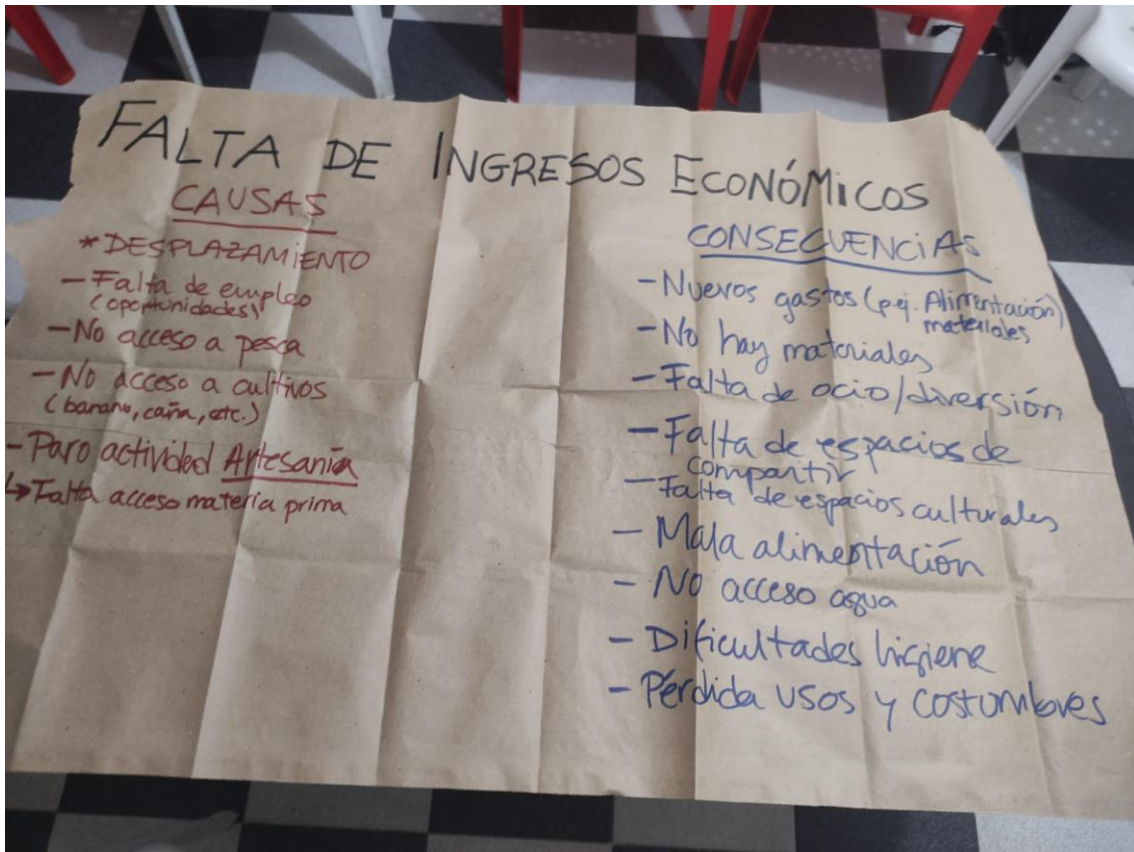 FALTA DE INGRESOS ECONÓMICOS
CAUSAS
* DESPLAZAMIENTO
- Falta de empleo
(oportunidades)
- No acceso a pesca
- No acceso a cultivos
(banano, caña, etc.)
- Paro actividad Artesanía
↳ Falta acceso materia prima
CONSECUENCIAS
- Nuevos gastos (p.ej. Alimentación)
materiales
- No hay materiales
- Falta de ocio/diversión
- Falta de espacios de
compartir
- Falta de espacios culturales
- Mala alimentación
- No acceso agua
- Dificultades higiene
- Pérdida usos y costumbres